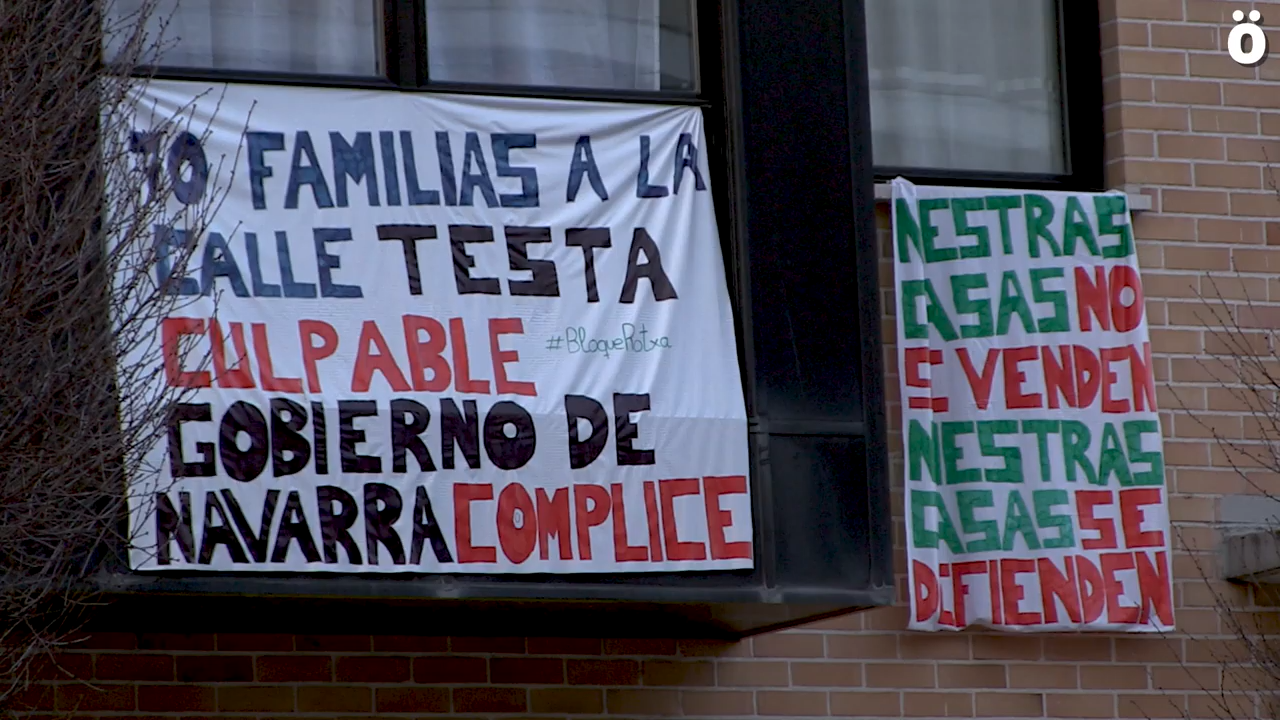 70 FAMILIAS A LA
CALLE TESTA
CULPABLE
#BloqueRotxa
GOBIERNO DE
NAVARRA COMPLICE
NESTRAS
CASAS NO
SE VENDEN
NESTRAS
CASAS SE
DEFIENDEN
ö